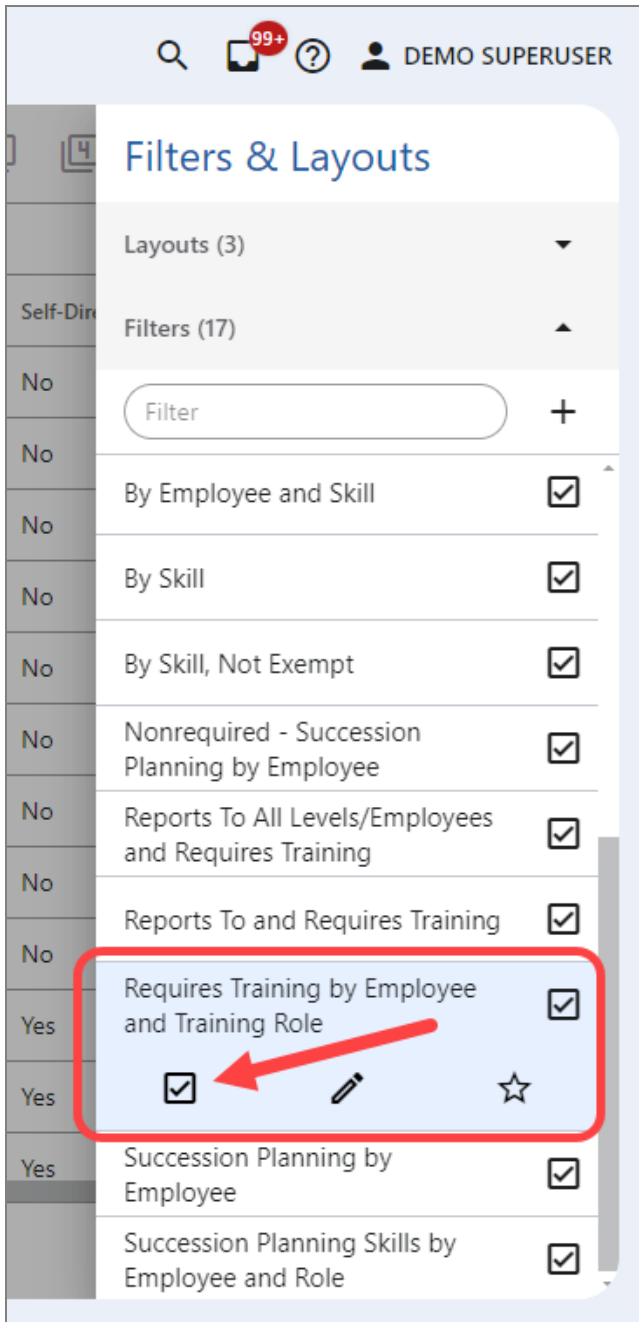 99+
DEMO SUPERUSER
4
Filters & Layouts
Layouts (3)
Self-Dire
Filters (17)
No
Filter
No
By Employee and Skill
No
By Skill
No
No
By Skill, Not Exempt
No
Nonrequired - Succession
Planning by Employee
No
Reports To All Levels/Employees
and Requires Training
No
Reports To and Requires Training
No
Requires Training by Employee
and Training Role
Yes
Yes
Yes
Succession Planning by
Employee
Succession Planning Skills by
Employee and Role